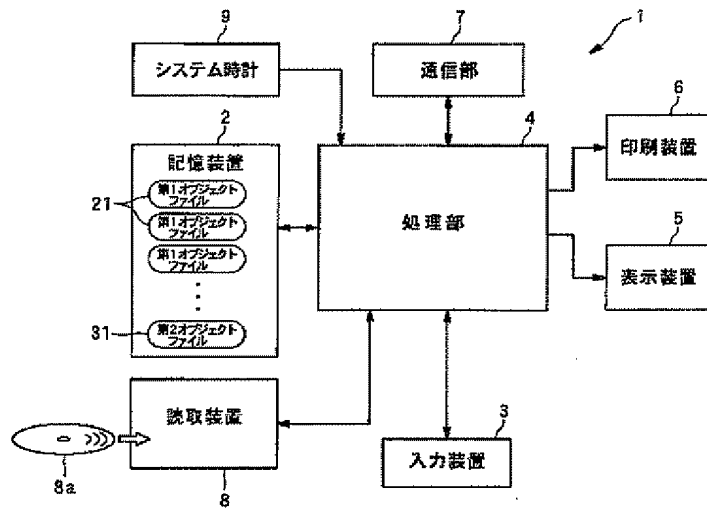 1
9
システム時計
7
通信部
2
記憶装置
第1オブジェクト
ファイル
21
第1オブジェクト
ファイル
第1オブジェクト
ファイル
31
第2オブジェクト
ファイル
4
処理部
6
印刷装置
5
表示装置
読取装置
8
8a
3
入力装置